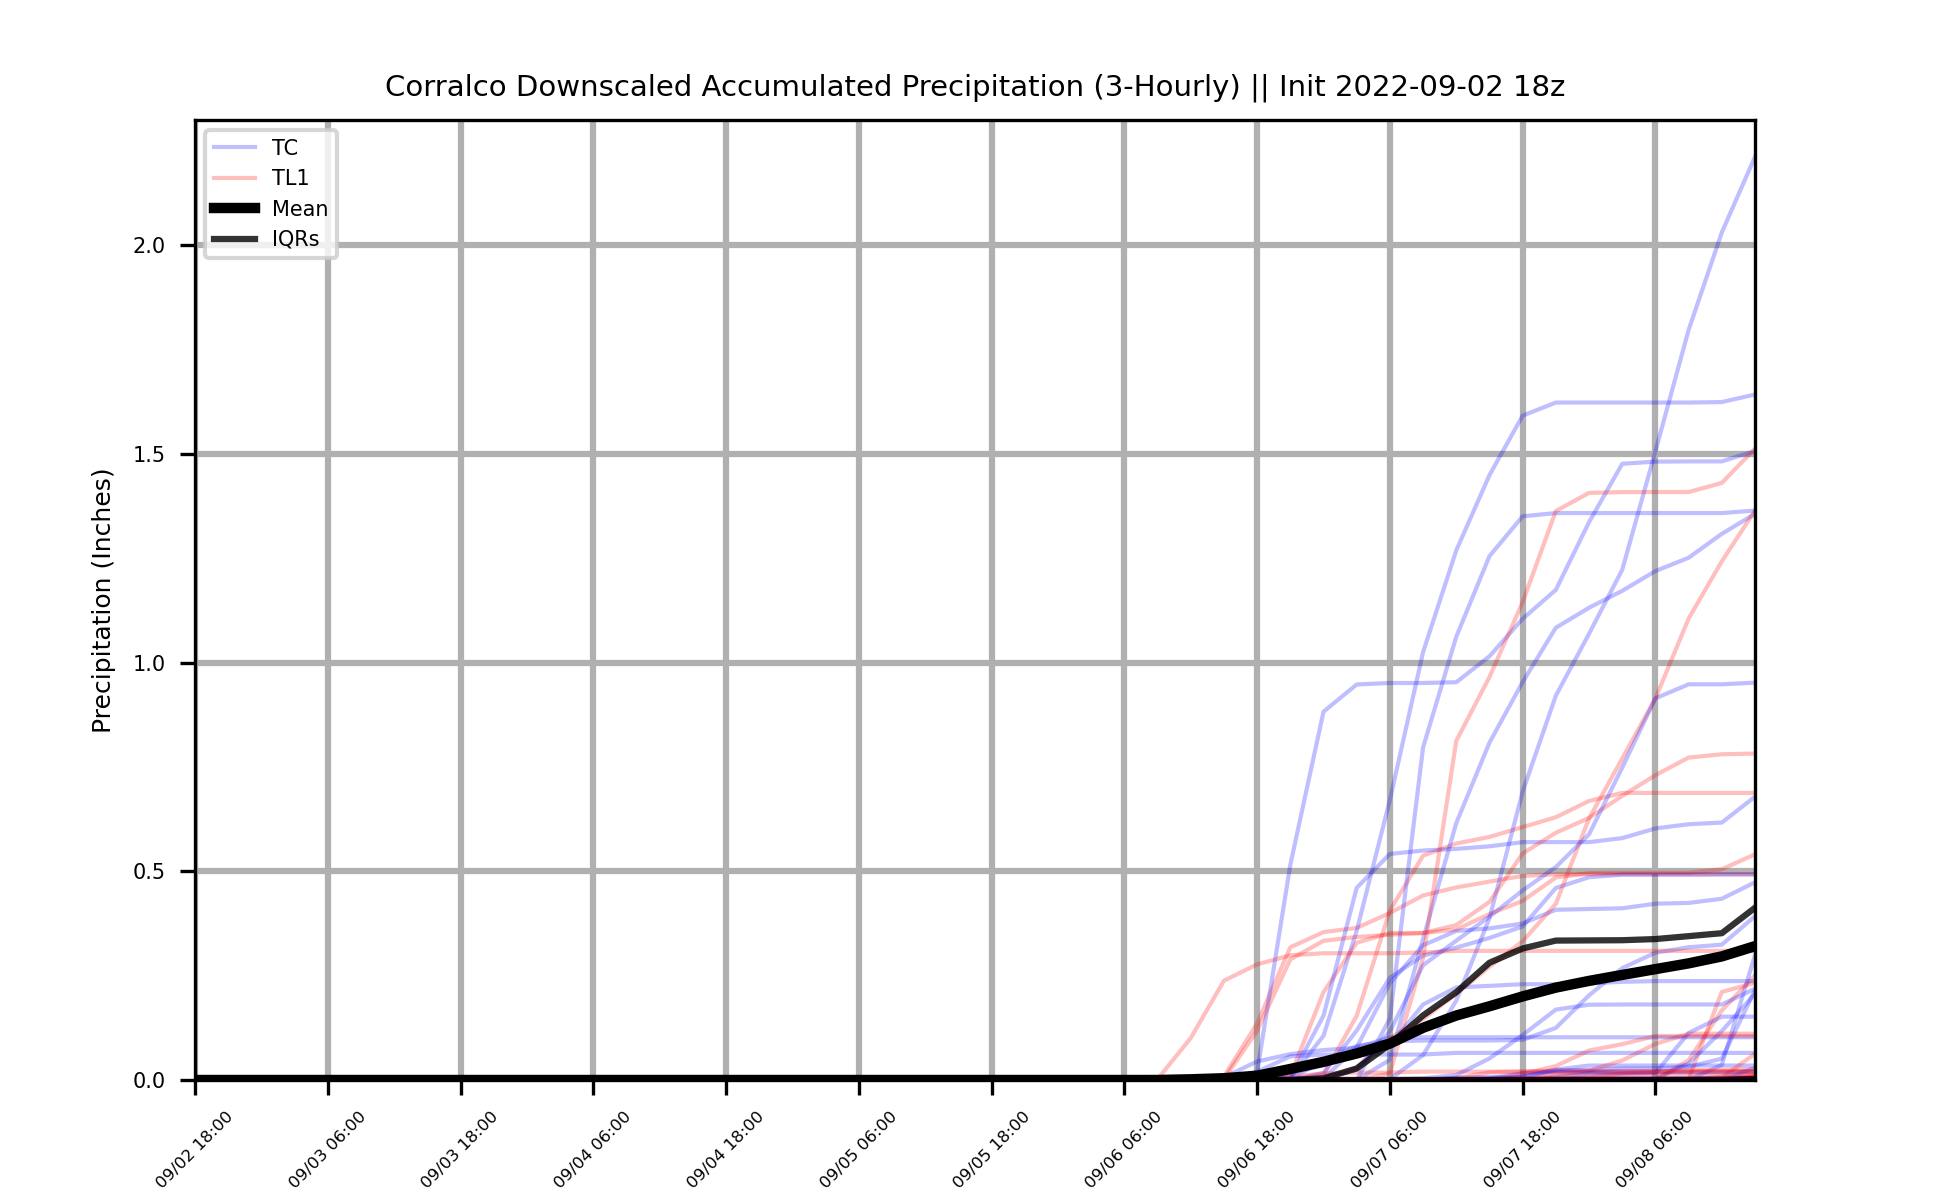 Corralco Downscaled Accumulated Precipitation (3-Hourly) || Init 2022-09-02 18z
TC
TL1
Mean
IQRs
Precipitation (Inches)
2.0
1.5
1.0
0.5
0.0
09/02 18:00
09/03 06:00
09/03 18:00
09/04 06:00
09/04 18:00
09/05 06:00
09/05 18:00
09/06 06:00
09/06 18:00
09/07 06:00
09/07 18:00
09/08 06:00